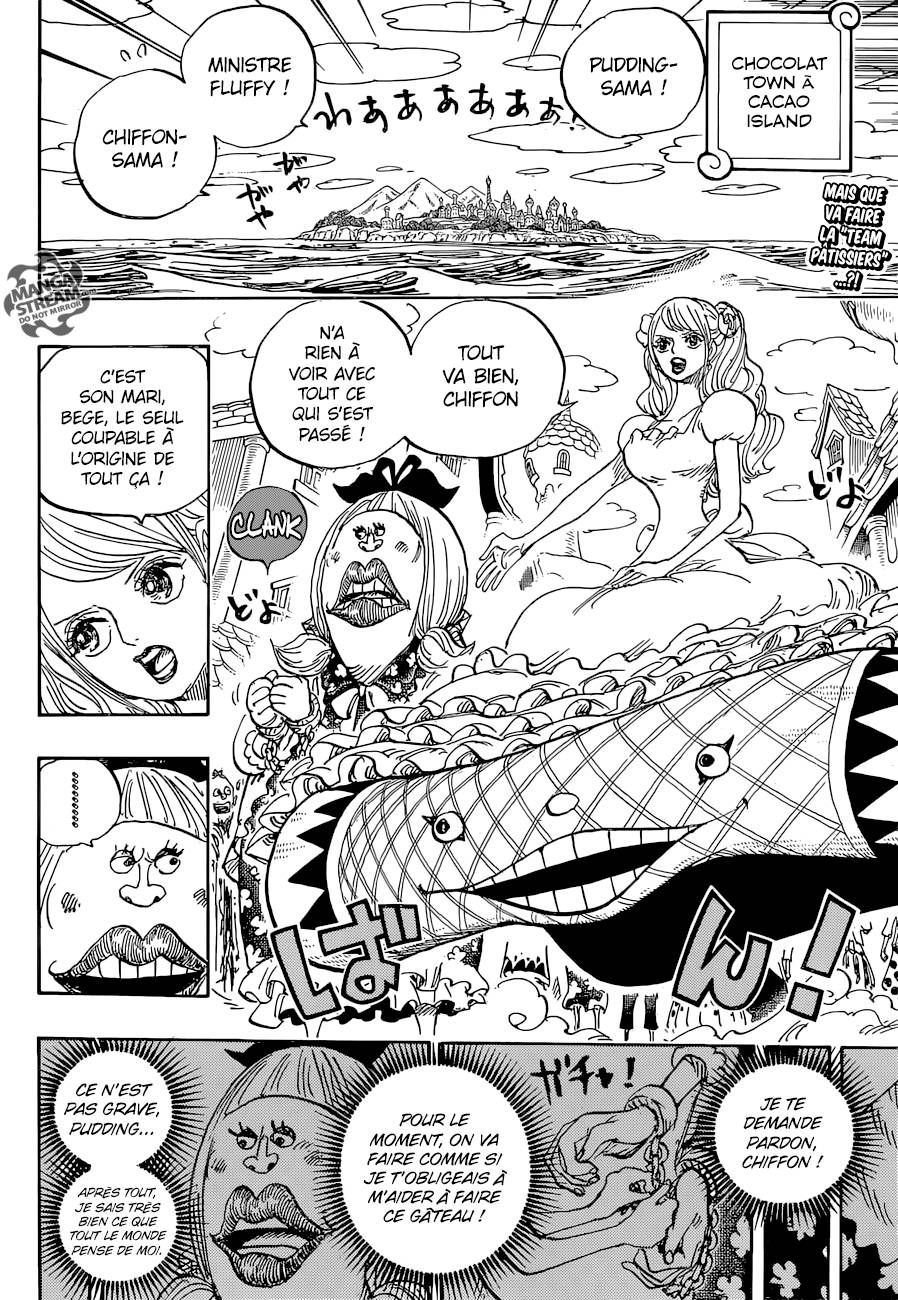 CHOCOLAT
TOWN À
CACAO
ISLAND
PUDDING-
SAMA !
わあああああぁ
MINISTRE
FLUFFY !
CHIFFON-
SAMA !
がや
がや
MAIS QUE
VA FAIRE
LA "TEAM
PÂTISSIERS"
...?!
MANGA
STREAM.com
DO NOT MIRROR
TOUT
VA BIEN,
CHIFFON
N'A
RIEN À
VOIR AVEC
TOUT CE
QUI S'EST
PASSÉ !
どよ
CLANK
どよ
ばん!
C'EST
SON MARI,
BEGE, LE SEUL
COUPABLE À
L'ORIGINE DE
TOUT ÇA !
JE TE
DEMANDE
PARDON,
CHIFFON !
ガチャ!
POUR LE
MOMENT, ON VA
FAIRE COMME SI
JE T'OBLIGEAIS À
M'AIDER À FAIRE
CE GÂTEAU !
CE N'EST
PAS GRAVE,
PUDDING...
APRÈS TOUT,
JE SAIS TRÈS
BIEN CE QUE
TOUT LE MONDE
PENSE DE MOI.